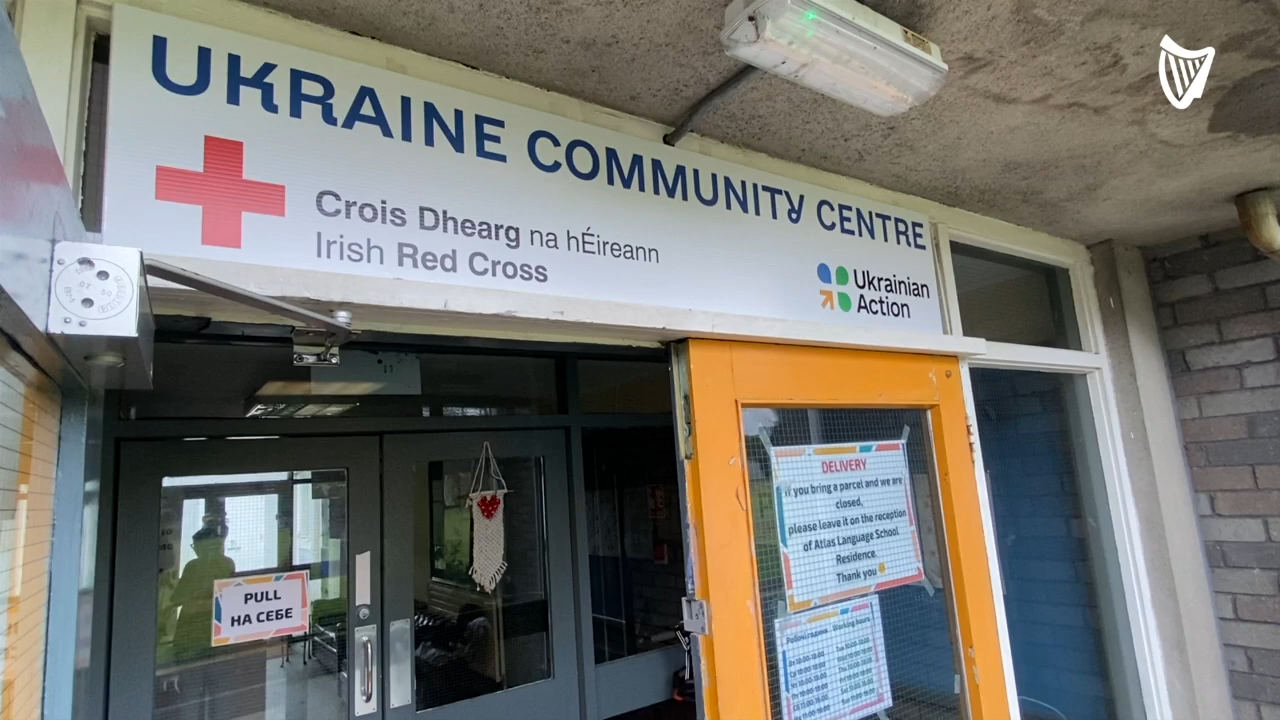 UKRAINE COMMUNITY CENTRE
Crois Dhearg na hÉireann
Irish Red Cross
Ukrainian
Action
DELIVERY
If you bring a parcel and we are
closed,
please leave it on the reception
of Atlas Language School
Residence.
Thank you
PULL
НА СЕБЕ
Робочі години Working hours